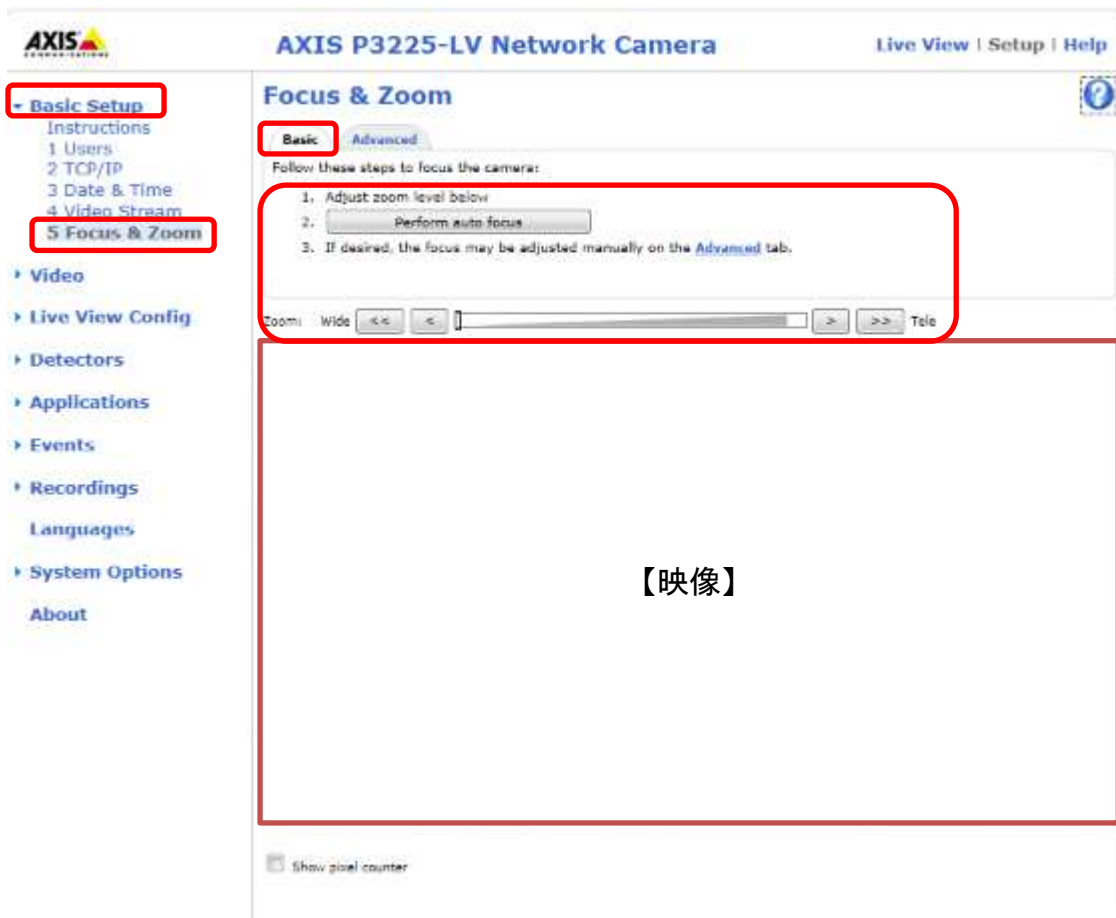 AXIS
COMMUNICATIONS
AXIS P3225-LV Network Camera
Live View | Setup | Help
Basic Setup
Instructions
1 Users
2 TCP/IP
3 Date & Time
4 Video Stream
5 Focus & Zoom
Video
Live View Config
Detectors
Applications
Events
Recordings
Languages
System Options
About
Focus & Zoom
?
Basic
Advanced
Follow these steps to focus the camera:
1. Adjust zoom level below
2. Perform auto focus
3. If desired, the focus may be adjusted manually on the Advanced tab.
Zoom: Wide << < > >> Tele
【映像】
Show pixel counter